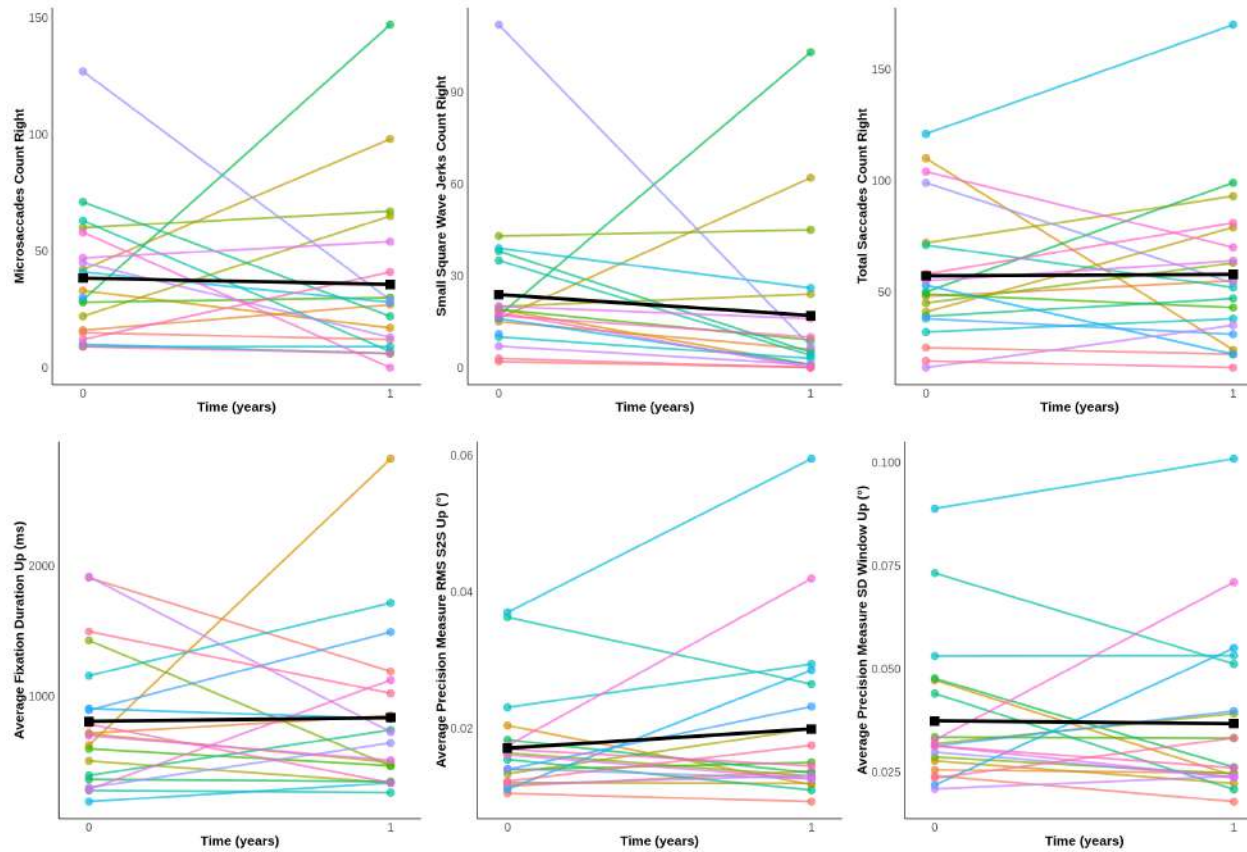 Microsaccades Count Right
150
100
50
0
0
1
Time (years)
Small Square Wave Jerks Count Right
90
60
30
0
0
1
Time (years)
Total Saccades Count Right
150
100
50
0
1
Time (years)
Average Fixation Duration Up (ms)
2000
1000
0
1
Time (years)
Average Precision Measure RMS S2S Up (°)
0.06
0.04
0.02
0
1
Time (years)
Average Precision Measure SD Window Up (°)
0.100
0.075
0.050
0.025
0
1
Time (years)